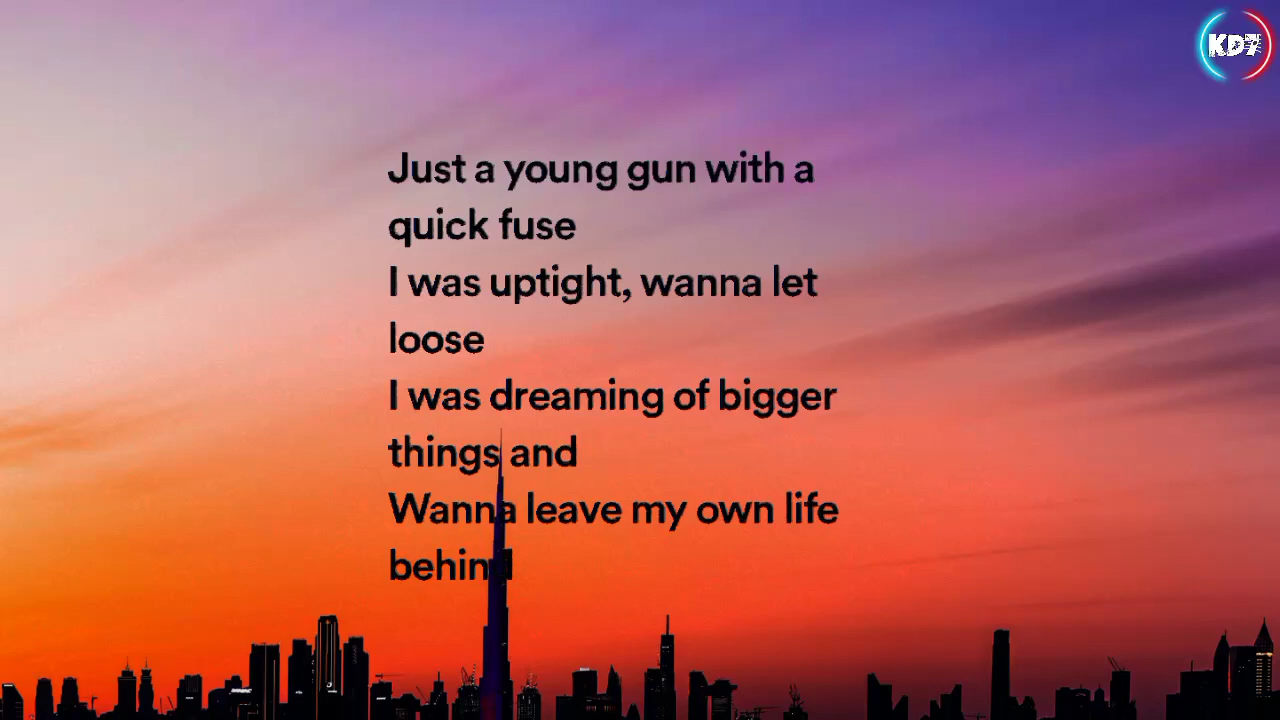 KD7
Just a young gun with a
quick fuse
I was uptight, wanna let
loose
I was dreaming of bigger
things and
Wanna leave my own life
behind